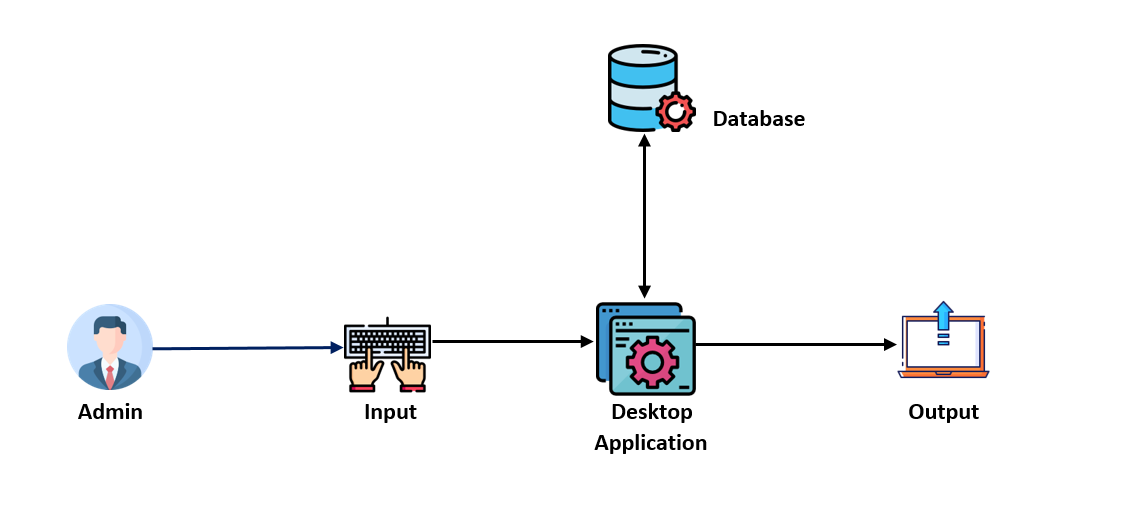 Database
Admin
Input
Desktop
Application
Output